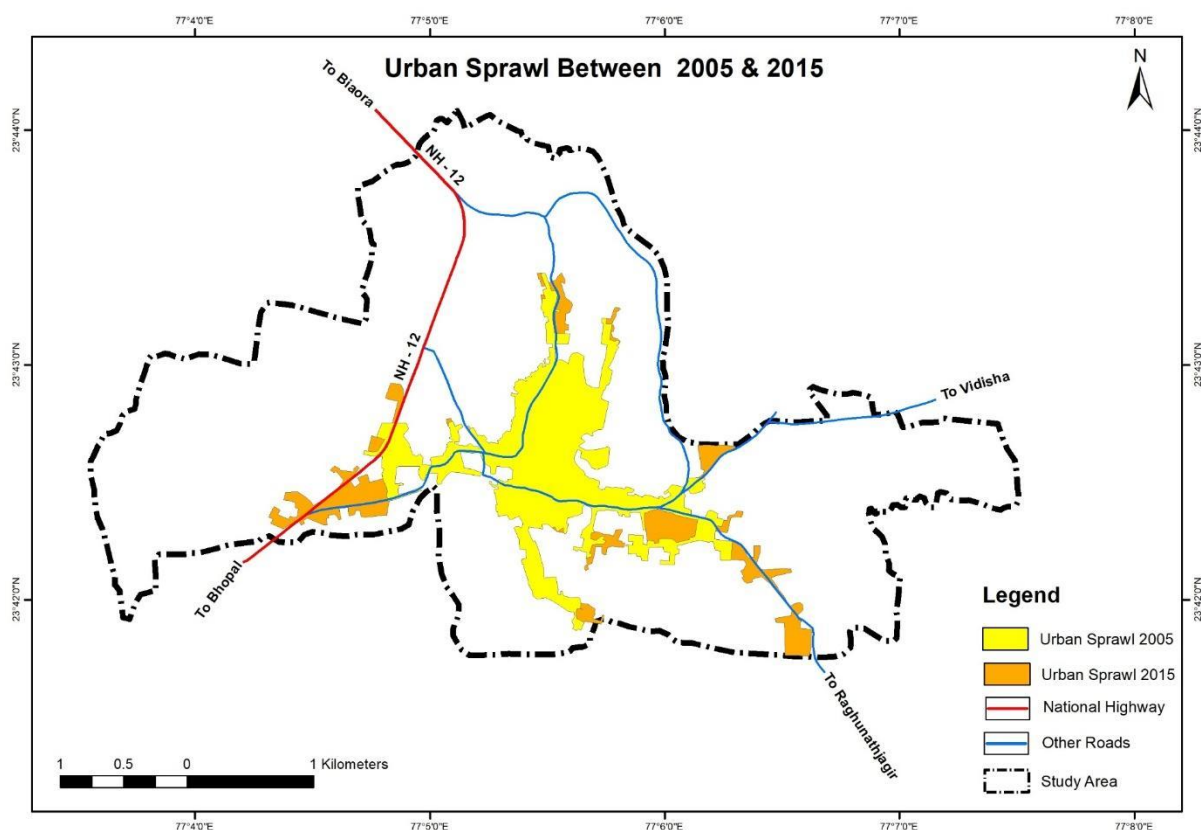 77°4'0"E 77°5'0"E 77°6'0"E 77°7'0"E 77°8'0"E
Urban Sprawl Between 2005 & 2015
N
To Biaora
23°44'0"N 23°44'0"N
NH - 12
23°43'0"N 23°43'0"N
NH - 12
To Vidisha
23°42'0"N 23°42'0"N
To Bhopal
To Raghunathjagir
Legend
Urban Sprawl 2005
Urban Sprawl 2015
National Highway
Other Roads
Study Area
1 0.5 0 1 Kilometers
77°4'0"E 77°5'0"E 77°6'0"E 77°7'0"E 77°8'0"E